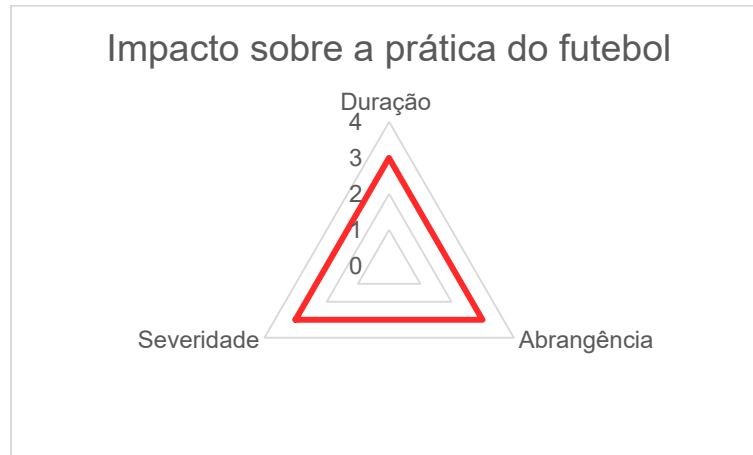 Impacto sobre a prática do futebol
Duração
4
3
2
1
0
Severidade
Abrangência